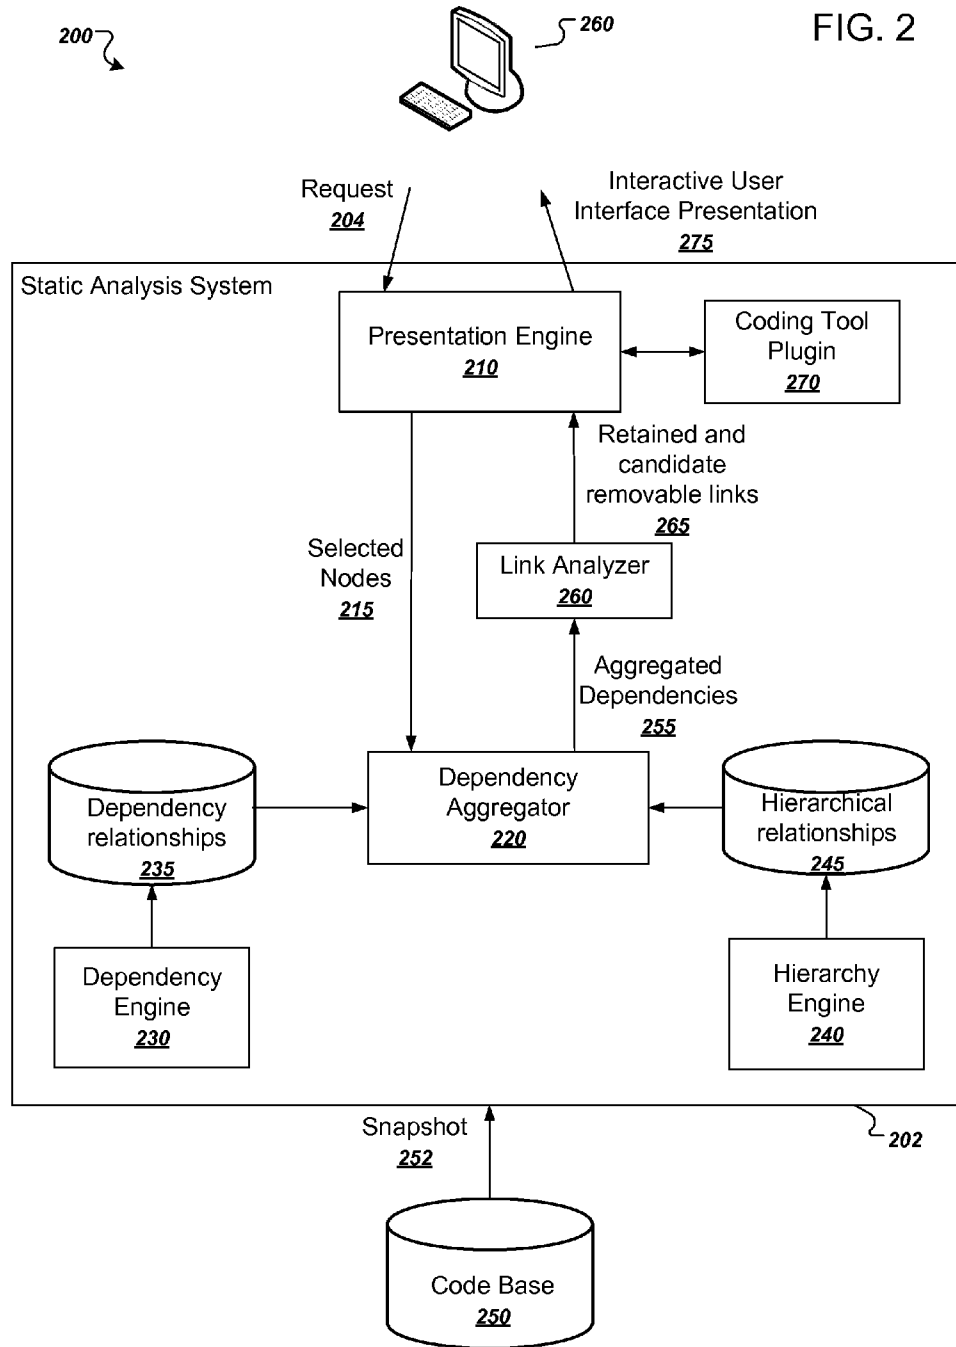 FIG. 2
200
260
Request
204
Interactive User
Interface Presentation
275
Static Analysis System
Presentation Engine
210
Coding Tool
Plugin
270
Retained and
candidate
removable links
265
Selected
Nodes
215
Link Analyzer
260
Aggregated
Dependencies
255
Dependency
relationships
235
Dependency
Aggregator
220
Hierarchical
relationships
245
Dependency
Engine
230
Hierarchy
Engine
240
Snapshot
252
202
Code Base
250